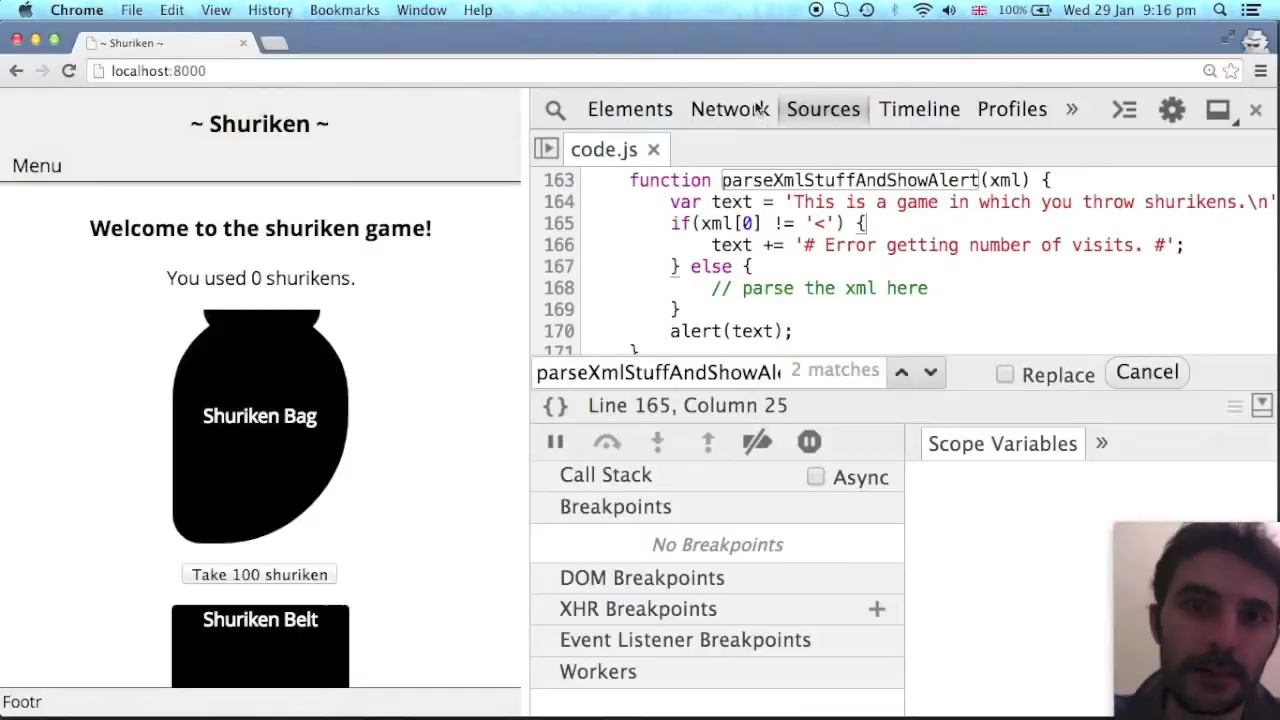 Chrome File Edit View History Bookmarks Window Help 100% Wed 29 Jan 9:16 pm
~ Shuriken ~
localhost:8000
~ Shuriken ~
Menu
Welcome to the shuriken game!
You used 0 shurikens.
Shuriken Bag
Take 100 shuriken
Shuriken Belt
Footr
Elements Network Sources Timeline Profiles »
code.js
163 function parseXmlStuffAndShowAlert(xml) {
164 var text = 'This is a game in which you throw shurikens.\n'
165 if(xml[0] != '<') {
166 text += '# Error getting number of visits. #';
167 } else {
168 // parse the xml here
169 }
170 alert(text);
171 }
parseXmlStuffAndShowAle 2 matches Replace Cancel
{} Line 165, Column 25
Call Stack Async
Breakpoints
No Breakpoints
DOM Breakpoints
XHR Breakpoints +
Event Listener Breakpoints
Workers
Scope Variables »